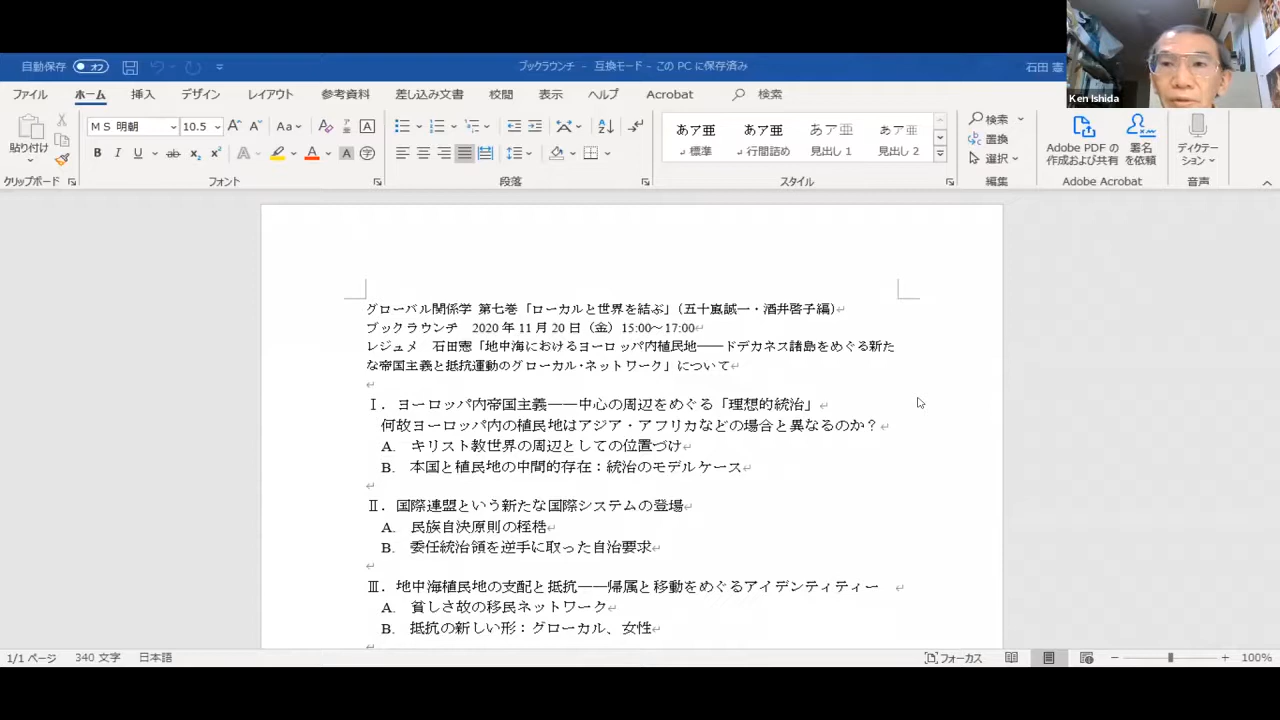 自動保存 オフ ブックラウンチ - 互換モード - この PC に保存済み 石田 憲
Ken Ishida
ファイル ホーム 挿入 デザイン レイアウト 参考資料 差し込み文書 校閲 表示 ヘルプ Acrobat 検索
貼り付け
ＭＳ 明朝 10.5
B I U
あア亜 あア亜 あア亜 あア亜
標準 行間詰め 見出し 1 見出し 2
検索
置換
選択
Adobe PDF の
作成および共有
署名
を依頼
ディクテー
ション
クリップボード フォント 段落 スタイル 編集 Adobe Acrobat 音声
グローバル関係学 第七巻「ローカルと世界を結ぶ」（五十嵐誠一・酒井啓子編）
ブックラウンチ 2020 年 11 月 20 日（金）15:00～17:00
レジュメ 石田憲「地中海におけるヨーロッパ内植民地――ドデカネス諸島をめぐる新た
な帝国主義と抵抗運動のグローカル・ネットワーク」について
Ⅰ．ヨーロッパ内帝国主義――中心の周辺をめぐる「理想的統治」
何故ヨーロッパ内の植民地はアジア・アフリカなどの場合と異なるのか？
A. キリスト教世界の周辺としての位置づけ
B. 本国と植民地の中間的存在：統治のモデルケース
Ⅱ．国際連盟という新たな国際システムの登場
A. 民族自決原則の桎梏
B. 委任統治領を逆手に取った自治要求
Ⅲ．地中海植民地の支配と抵抗――帰属と移動をめぐるアイデンティティー
A. 貧しさ故の移民ネットワーク
B. 抵抗の新しい形：グローカル、女性
1/1 ページ 340 文字 日本語 フォーカス 100%